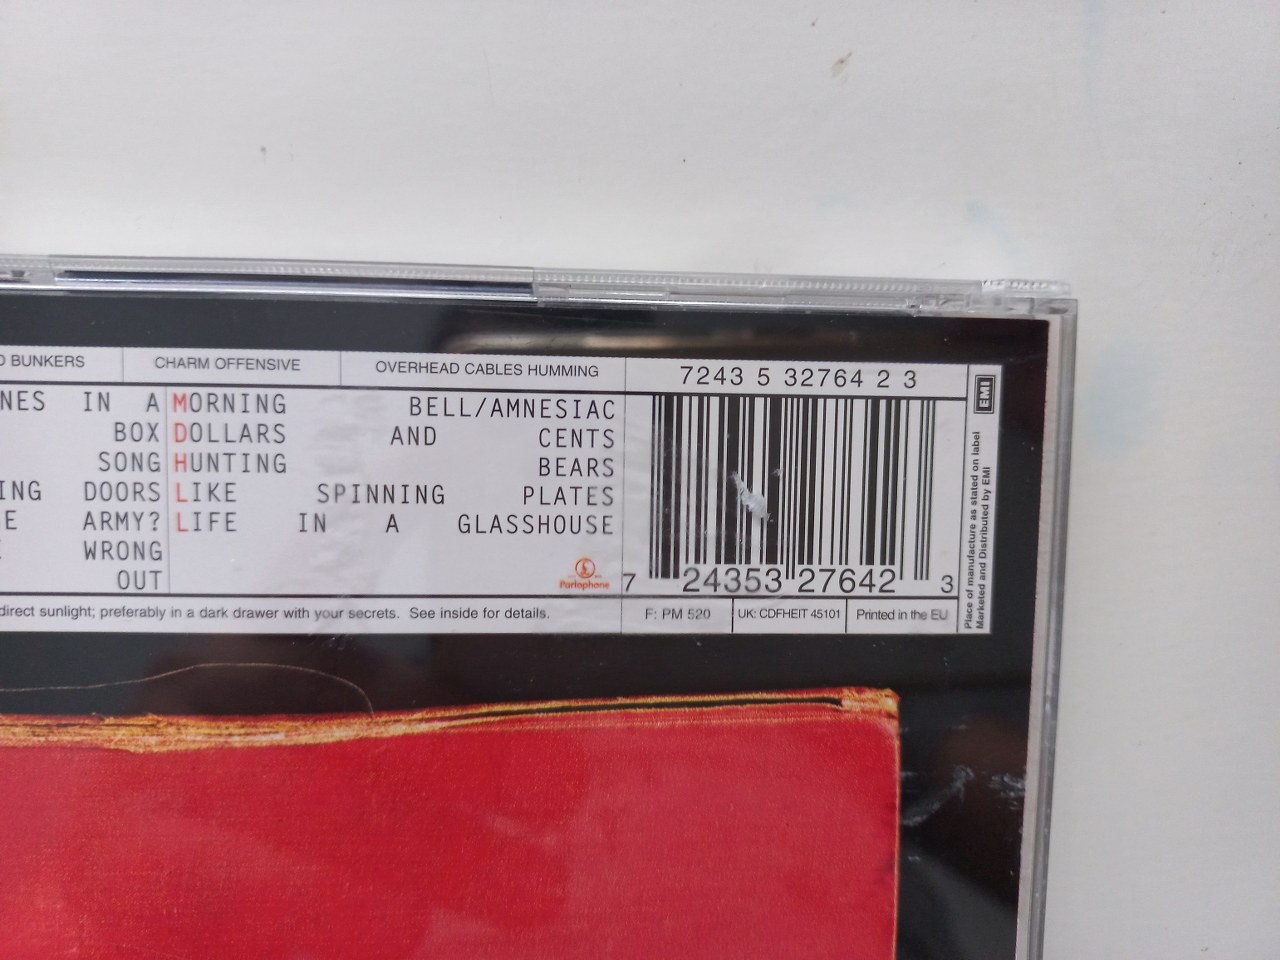 BUNKERS
CHARM OFFENSIVE
OVERHEAD CABLES HUMMING
7243 5 32764 2 3
EMI
IN A
BOX
SONG
DOORS
ARMY?
WRONG
OUT
MORNING BELL/AMNESIAC
DOLLARS AND CENTS
HUNTING BEARS
LIKE SPINNING PLATES
LIFE IN A GLASSHOUSE
Parlophone
7 24353 27642 3
direct sunlight; preferably in a dark drawer with your secrets. See inside for details.
F: PM 520
UK: CDFHEIT 45101
Printed in the EU
Place of manufacture as stated on label
Marketed and Distributed by EMI